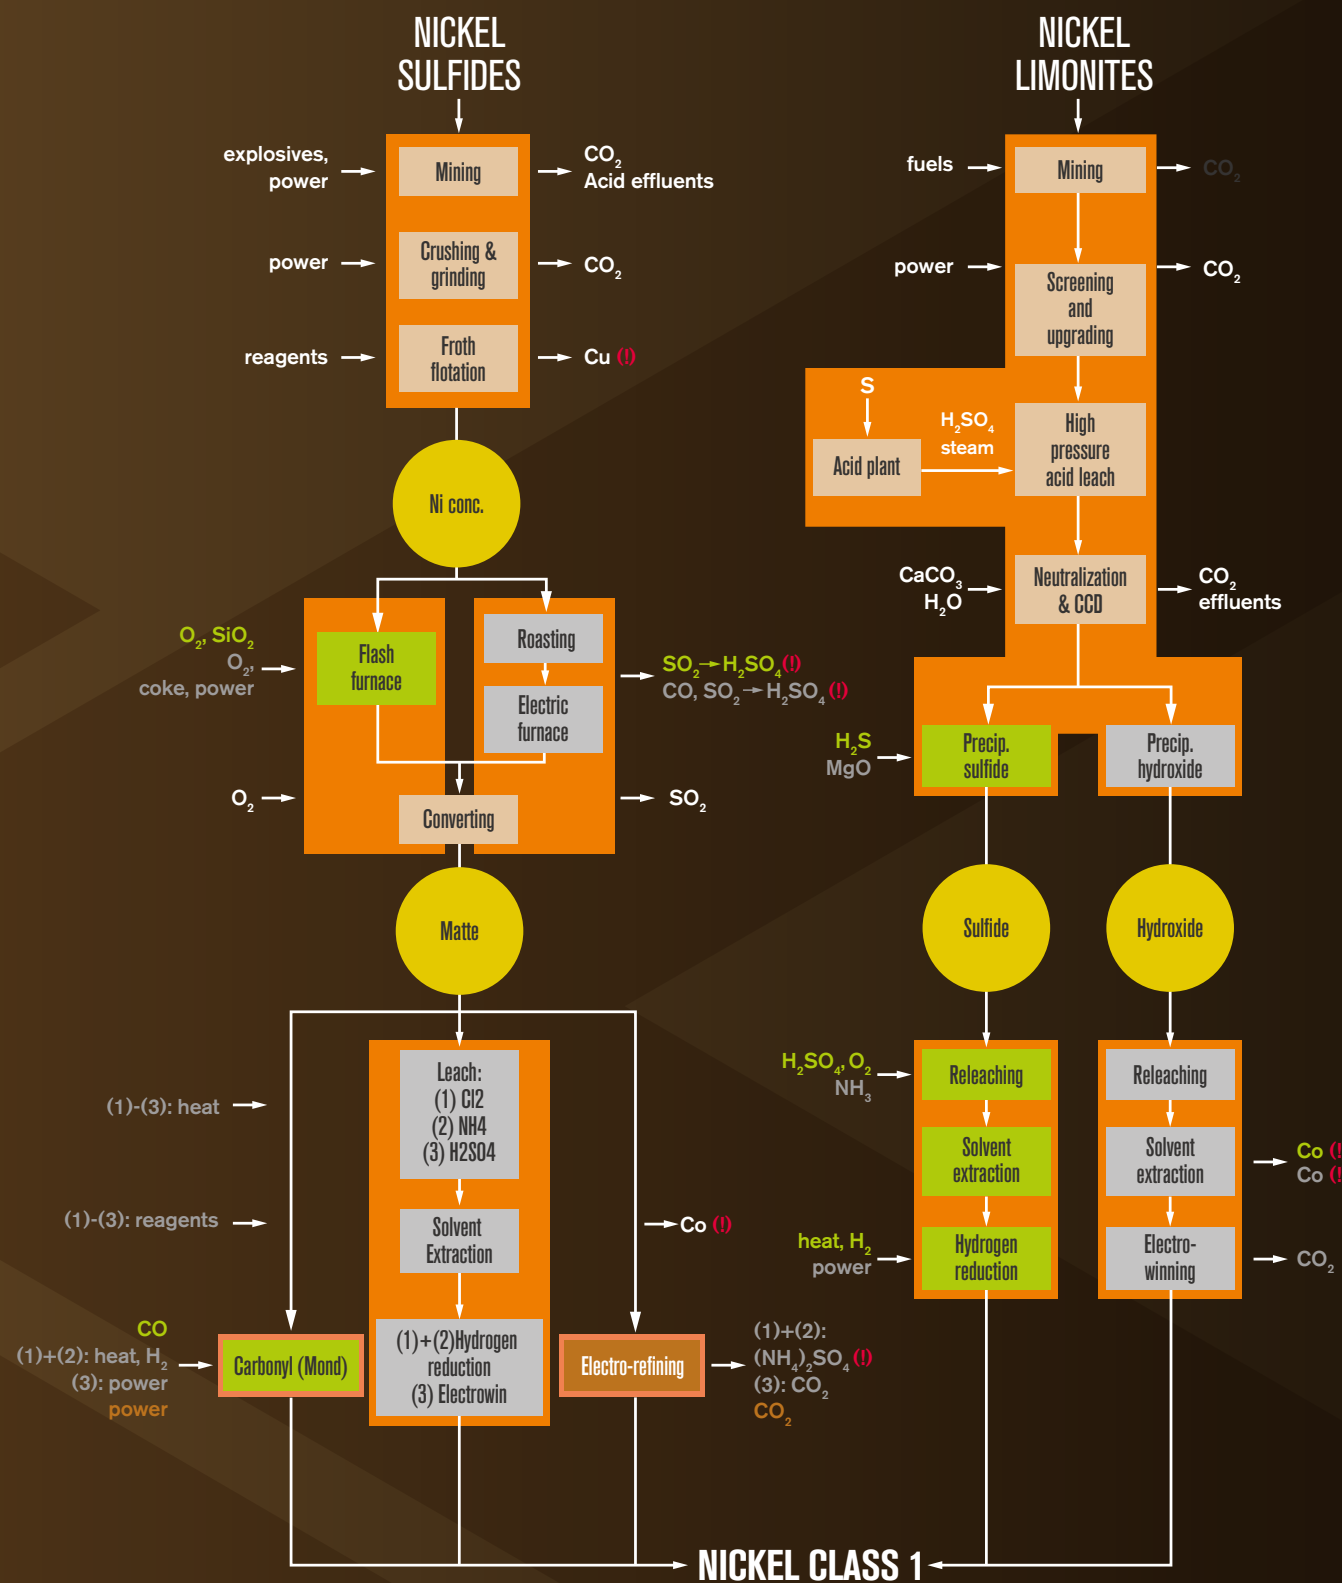 NICKEL
SULFIDES
explosives,
power
Mining
CO₂
Acid effluents
power
Crushing &
grinding
CO₂
reagents
Froth
flotation
Cu (!)
Ni conc.
O₂, SiO₂
O₂,
coke, power
Flash
furnace
Roasting
Electric
furnace
SO₂→H₂SO₄(!)
CO, SO₂→H₂SO₄(!)
O₂
Converting
SO₂
Matte
(1)-(3): heat
Leach:
(1) Cl2
(2) NH4
(3) H2SO4
(1)-(3): reagents
Solvent
Extraction
Co (!)
CO
(1)+(2): heat, H₂
(3): power
power
Carbonyl (Mond)
(1)+(2)Hydrogen
reduction
(3) Electrowin
Electro-refining
(1)+(2):
(NH₄)₂SO₄(!)
(3): CO₂
CO₂
NICKEL
LIMONITES
fuels
Mining
CO₂
power
Screening
and
upgrading
CO₂
S
Acid plant
H₂SO₄
steam
High
pressure
acid leach
CaCO₃
H₂O
Neutralization
& CCD
CO₂
effluents
H₂S
MgO
Precip.
sulfide
Precip.
hydroxide
Sulfide
Hydroxide
H₂SO₄, O₂
NH₃
Releaching
Releaching
Solvent
extraction
Solvent
extraction
Co (!
Co (!
heat, H₂
power
Hydrogen
reduction
Electro-
winning
CO₂
NICKEL CLASS 1